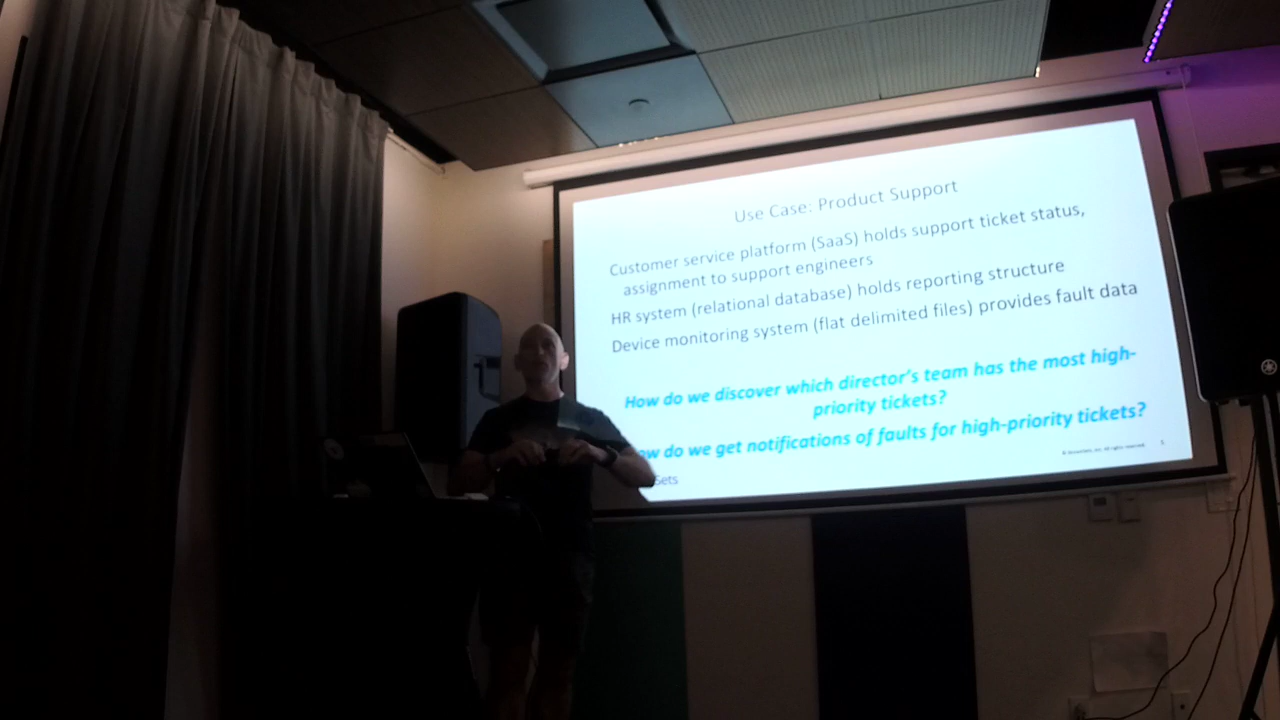 Use Case: Product Support
Customer service platform (SaaS) holds support ticket status,
assignment to support engineers
HR system (relational database) holds reporting structure
Device monitoring system (flat delimited files) provides fault data
How do we discover which director's team has the most high-
priority tickets?
ow do we get notifications of faults for high-priority tickets?
Sets